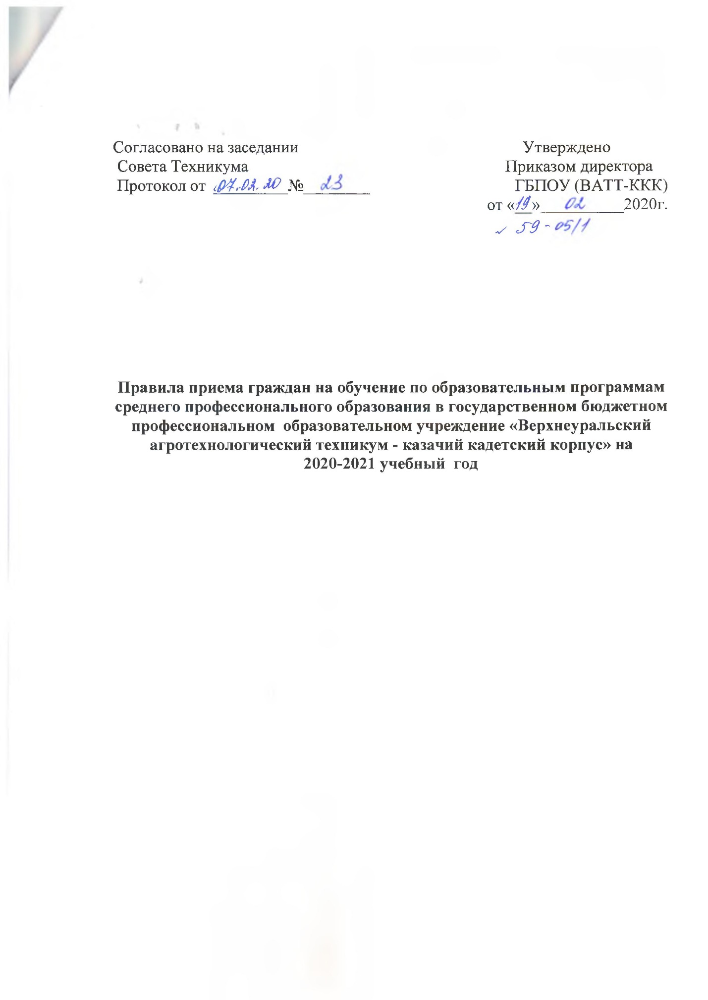 Согласовано на заседании
Совета Техникума
Протокол от 07.02.20 № 23
Утверждено
Приказом директора
ГБПОУ (ВАТТ-ККК)
от «19» 02 2020г.
59-05/1
Правила приема граждан на обучение по образовательным программам
среднего профессионального образования в государственном бюджетном
профессиональном образовательном учреждение «Верхнеуральский
агротехнологический техникум - казачий кадетский корпус» на
2020-2021 учебный год